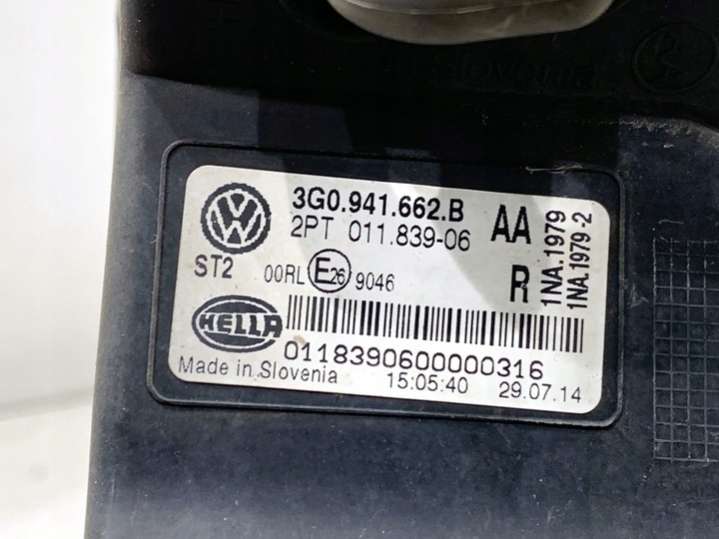 Slovenia
3G0.941.662.B AA
2PT 011.839-06
ST2 00RL E26 9046 R
1NA.1979
1NA.1979-2
HELLA
0118390600000316
Made in Slovenia 15:05:40 29.07.14